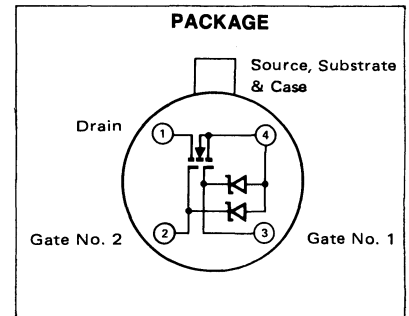 PACKAGE
Source, Substrate
& Case
Drain
1
4
2
3
Gate No. 2
Gate No. 1